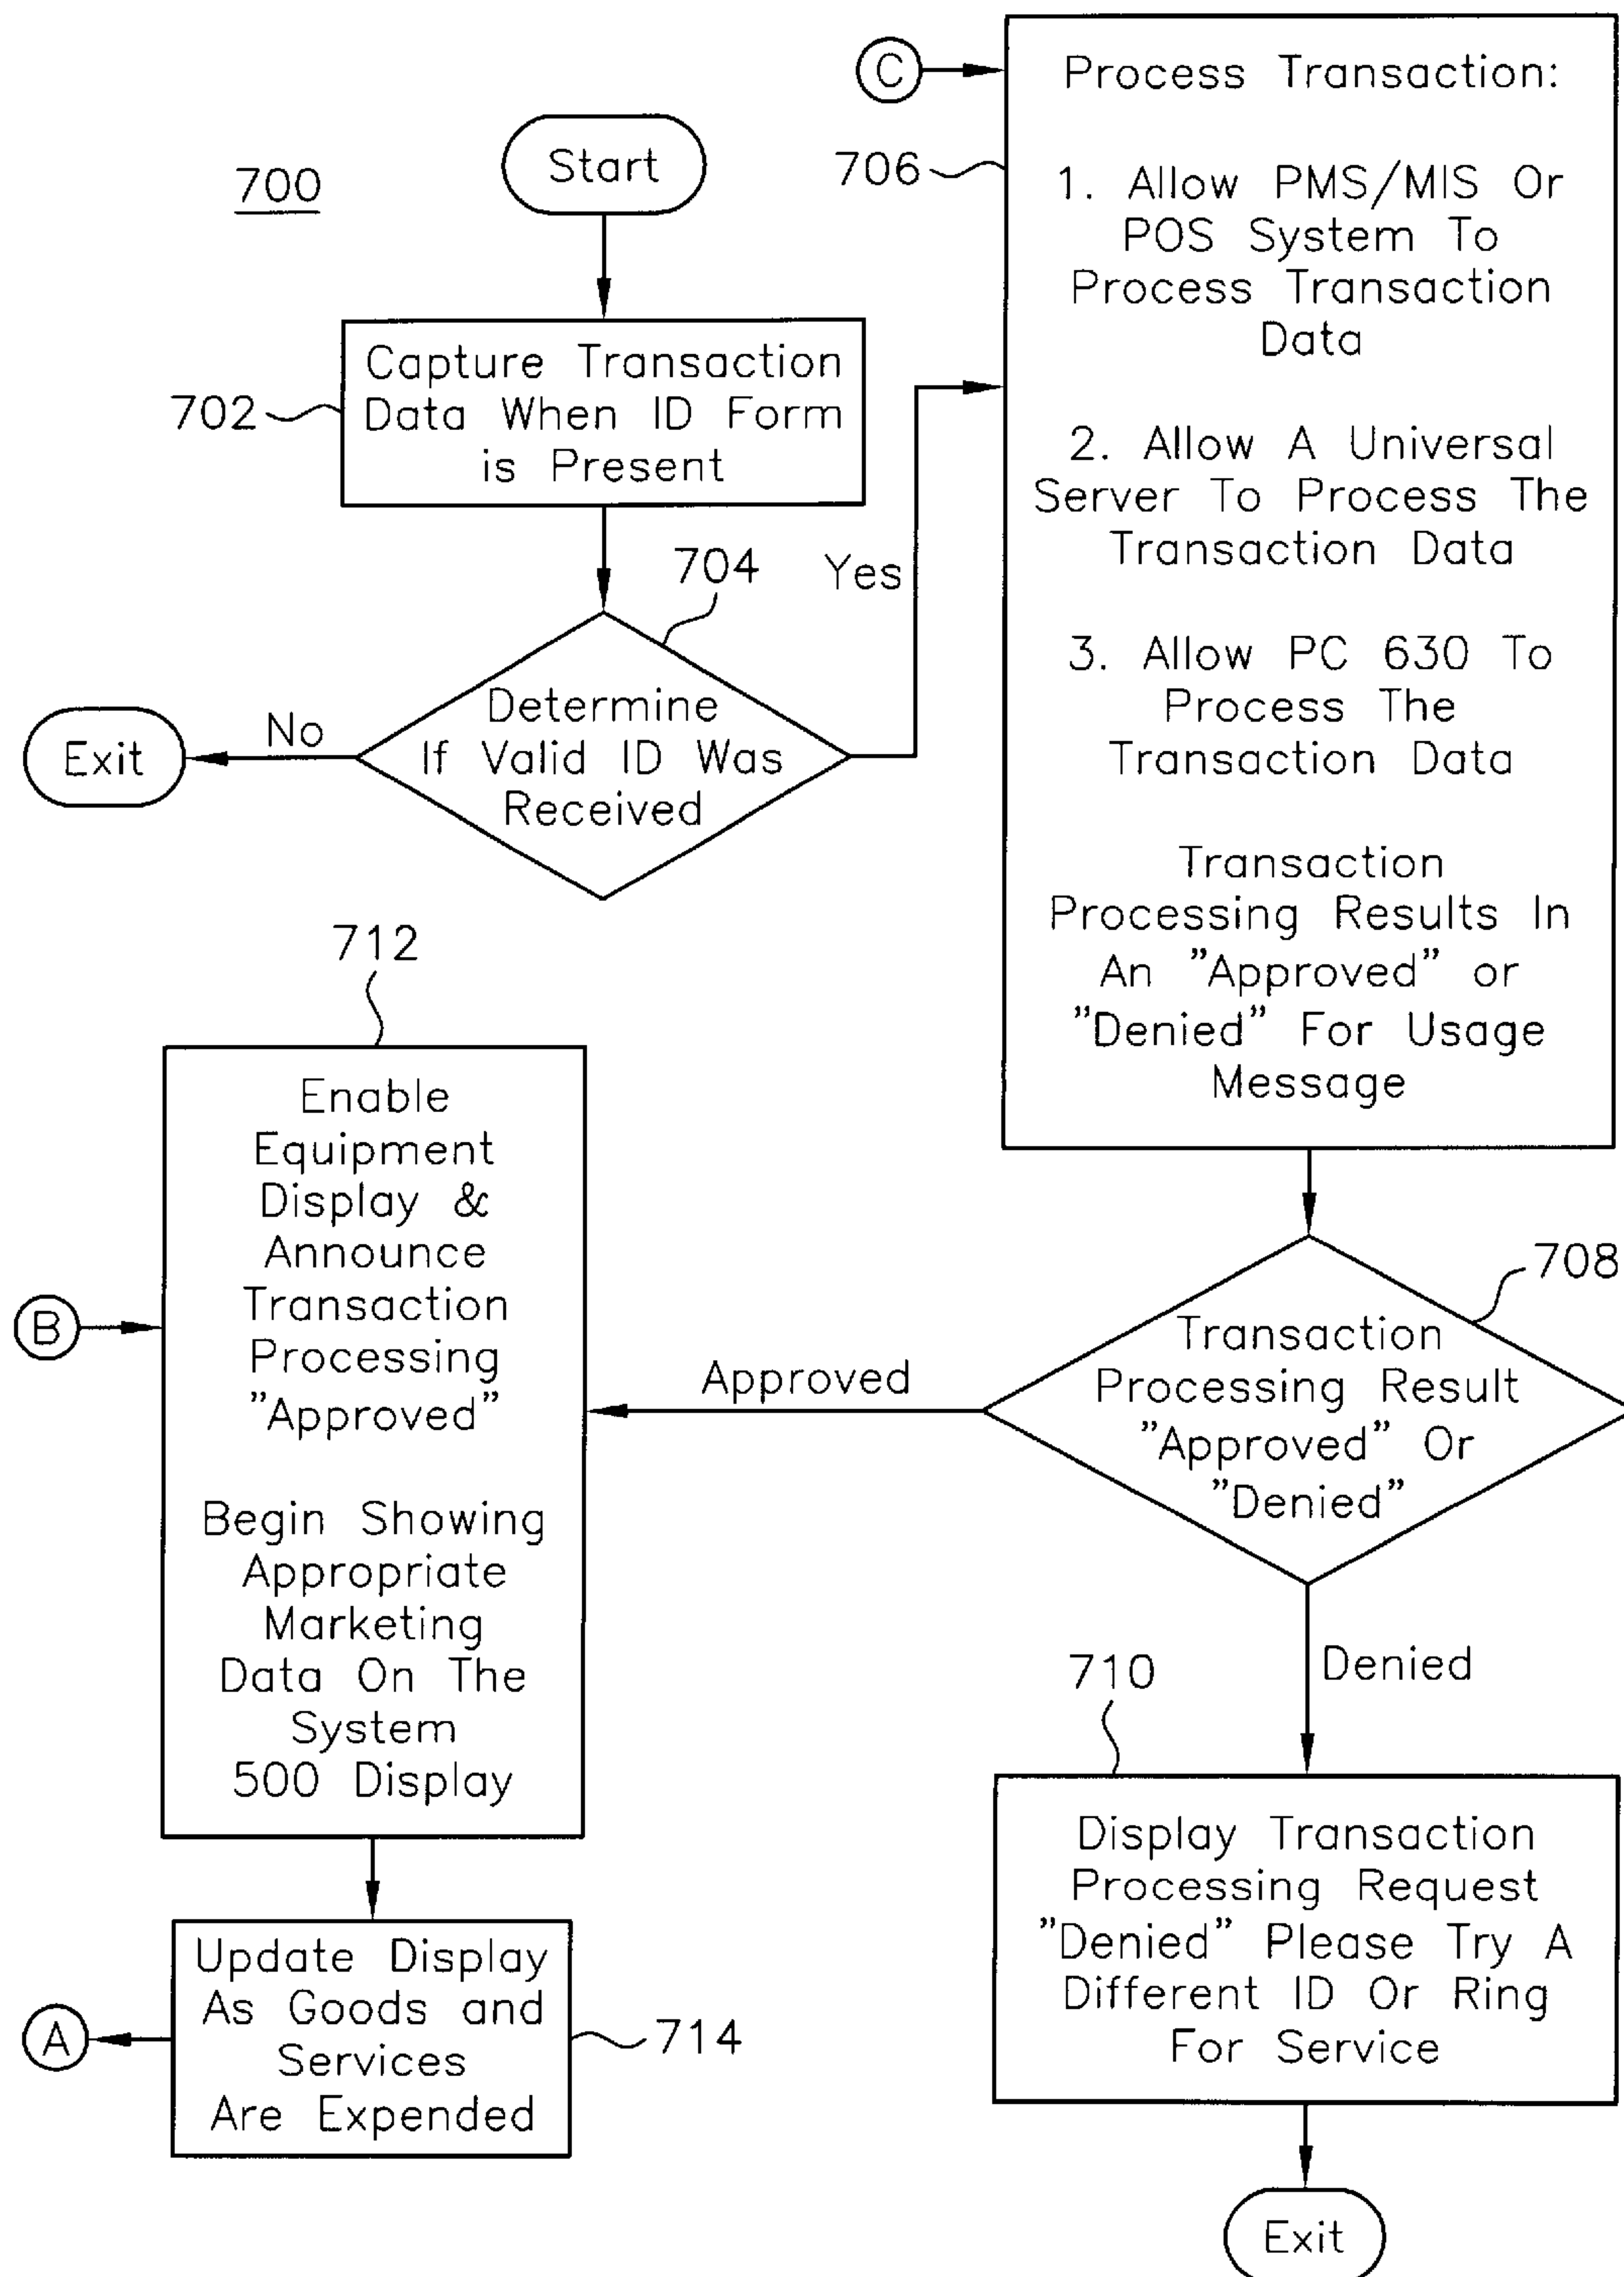 700
Start
702
Capture Transaction
Data When ID Form
is Present
704
Determine
If Valid ID Was
Received
No
Exit
Yes
C
706
Process Transaction:
1. Allow PMS/MIS Or
POS System To
Process Transaction
Data
2. Allow A Universal
Server To Process The
Transaction Data
3. Allow PC 630 To
Process The
Transaction Data
Transaction
Processing Results In
An "Approved" or
"Denied" For Usage
Message
708
Transaction
Processing Result
"Approved" Or
"Denied"
Approved
Denied
710
Display Transaction
Processing Request
"Denied" Please Try A
Different ID Or Ring
For Service
Exit
712
B
Enable
Equipment
Display &
Announce
Transaction
Processing
"Approved"
Begin Showing
Appropriate
Marketing
Data On The
System
500 Display
714
Update Display
As Goods and
Services
Are Expended
A